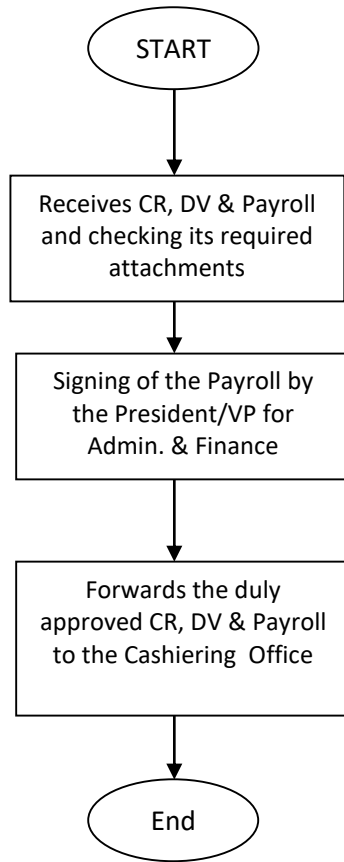 START
Receives CR, DV & Payroll
and checking its required
attachments
Signing of the Payroll by
the President/VP for
Admin. & Finance
Forwards the duly
approved CR, DV & Payroll
to the Cashiering Office
End